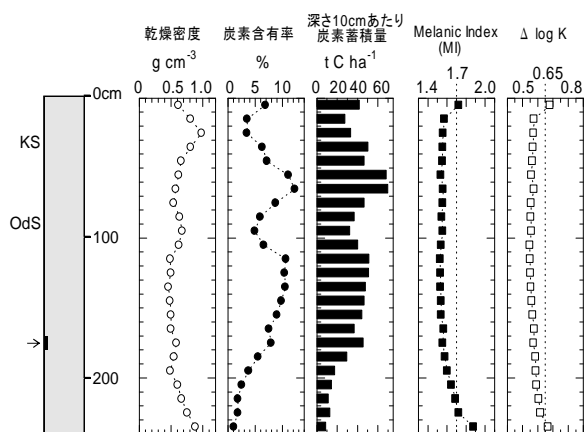 乾燥密度
g cm⁻³
0 0.5 1.0
炭素含有率
%
0 5 10
深さ10cmあたり
炭素蓄積量
t C ha⁻¹
0 20 40 60
Melanic Index
(MI)
1.7
1.4 2.0
Δ log K
0.65
0.5 0.8
0cm
KS
OdS
100
→
200